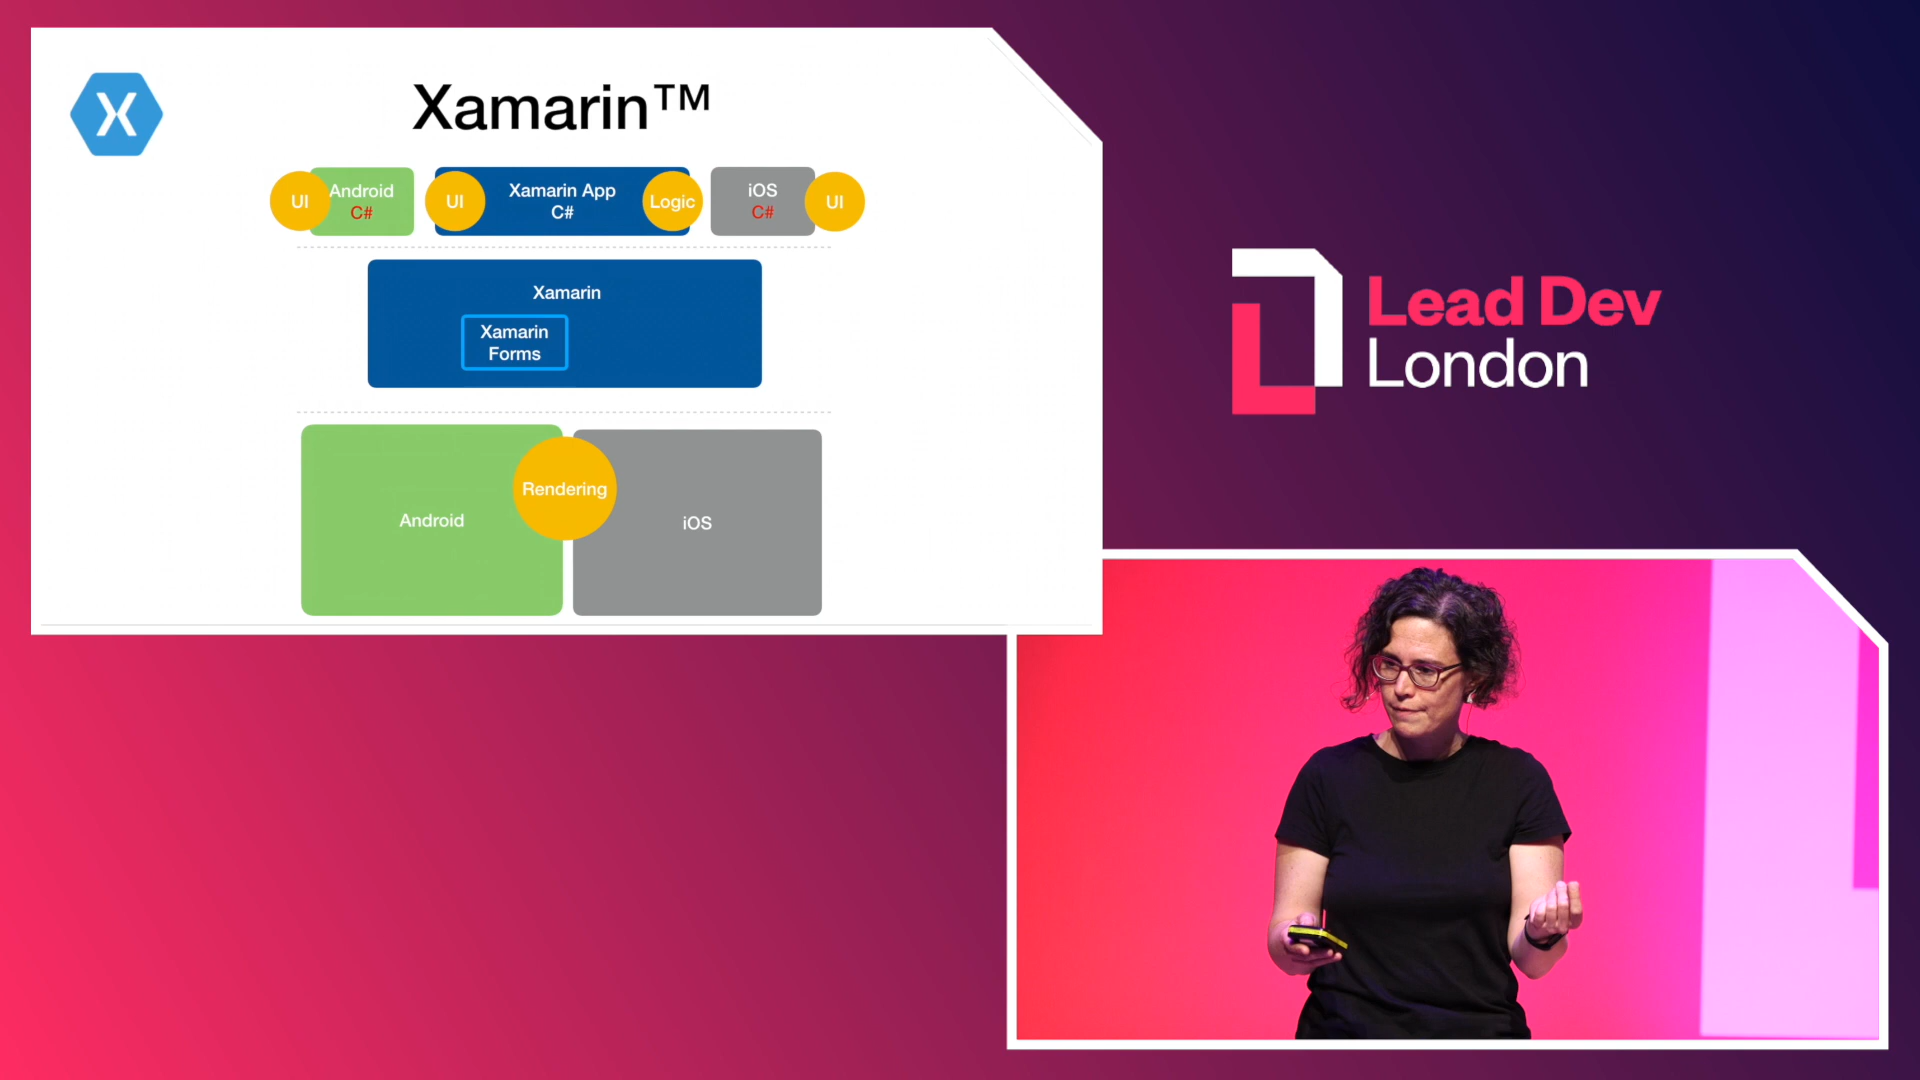 X
Xamarin™
UI
Android
C#
UI
Xamarin App
C#
Logic
iOS
C#
UI
Xamarin
Xamarin
Forms
Rendering
Android
iOS
Lead Dev
London